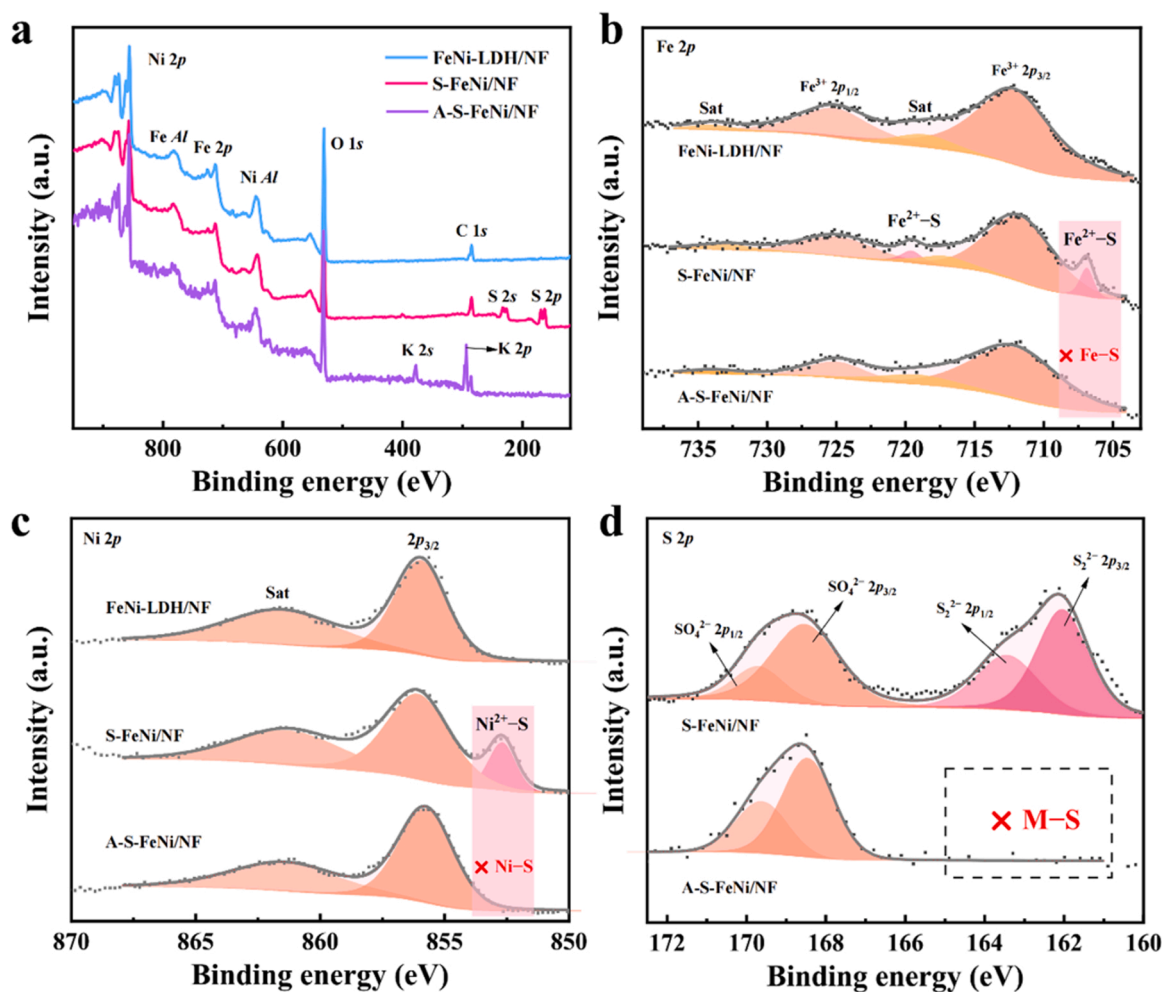 a
Ni 2p
FeNi-LDH/NF
S-FeNi/NF
A-S-FeNi/NF
Fe Al
Fe 2p
Ni Al
O 1s
C 1s
S 2s
S 2p
K 2s
K 2p
Intensity (a.u.)
800
600
400
200
Binding energy (eV)
b
Fe 2p
Fe³⁺ 2p₃/₂
Fe³⁺ 2p₁/₂
Sat
Sat
FeNi-LDH/NF
Fe²⁺−S
Fe²⁺−S
S-FeNi/NF
× Fe−S
A-S-FeNi/NF
Intensity (a.u.)
735
730
725
720
715
710
705
Binding energy (eV)
c
Ni 2p
2p₃/₂
Sat
FeNi-LDH/NF
Ni²⁺−S
S-FeNi/NF
A-S-FeNi/NF
× Ni−S
Intensity (a.u.)
870
865
860
855
850
Binding energy (eV)
d
S 2p
S₂²⁻ 2p₃/₂
SO₄²⁻ 2p₃/₂
S₂²⁻ 2p₁/₂
SO₄²⁻ 2p₁/₂
S-FeNi/NF
× M−S
A-S-FeNi/NF
Intensity (a.u.)
172
170
168
166
164
162
160
Binding energy (eV)